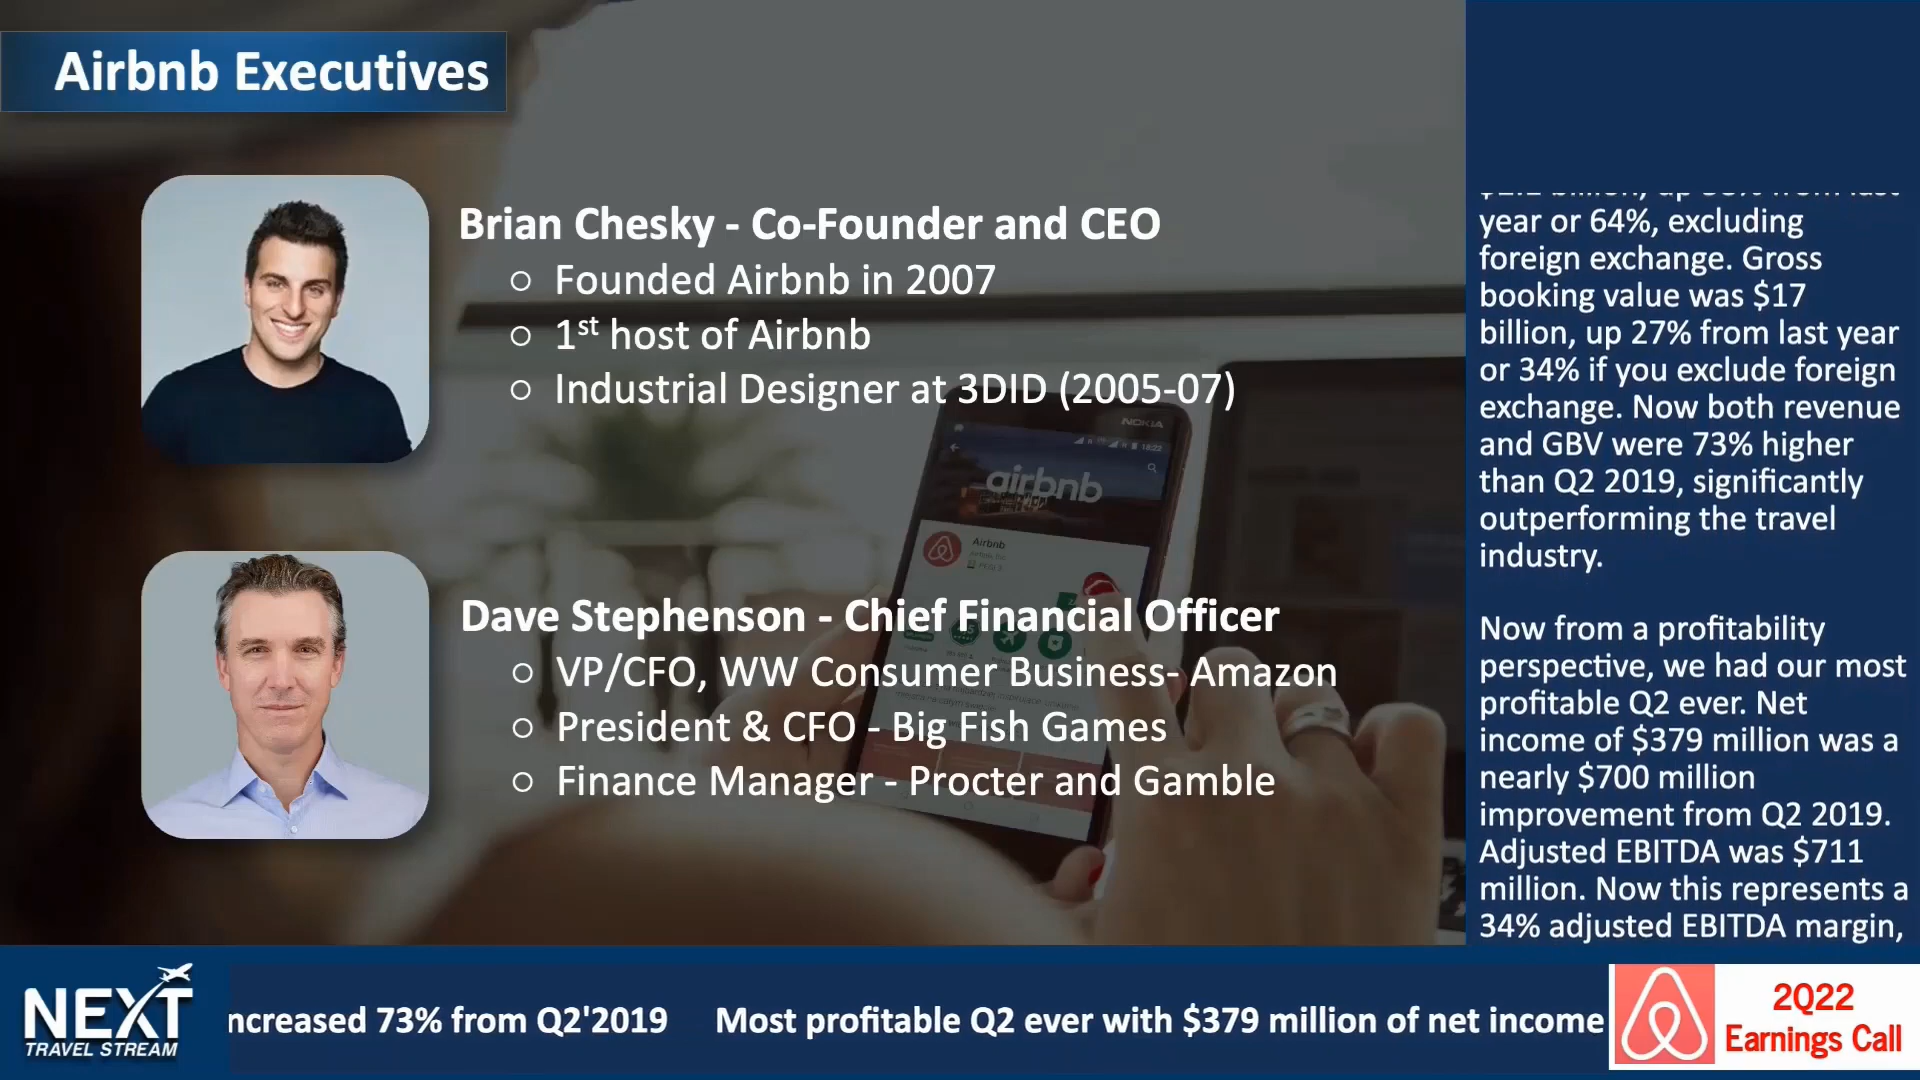 Airbnb Executives
Brian Chesky - Co-Founder and CEO
○ Founded Airbnb in 2007
○ 1st host of Airbnb
○ Industrial Designer at 3DID (2005-07)
NOKIA
18:22
airbnb
Airbnb
Dave Stephenson - Chief Financial Officer
○ VP/CFO, WW Consumer Business- Amazon
○ President & CFO - Big Fish Games
○ Finance Manager - Procter and Gamble
year or 64%, excluding
foreign exchange. Gross
booking value was $17
billion, up 27% from last year
or 34% if you exclude foreign
exchange. Now both revenue
and GBV were 73% higher
than Q2 2019, significantly
outperforming the travel
industry.
Now from a profitability
perspective, we had our most
profitable Q2 ever. Net
income of $379 million was a
nearly $700 million
improvement from Q2 2019.
Adjusted EBITDA was $711
million. Now this represents a
34% adjusted EBITDA margin,
NEXT
TRAVEL STREAM
ncreased 73% from Q2'2019 Most profitable Q2 ever with $379 million of net income
2Q22
Earnings Call